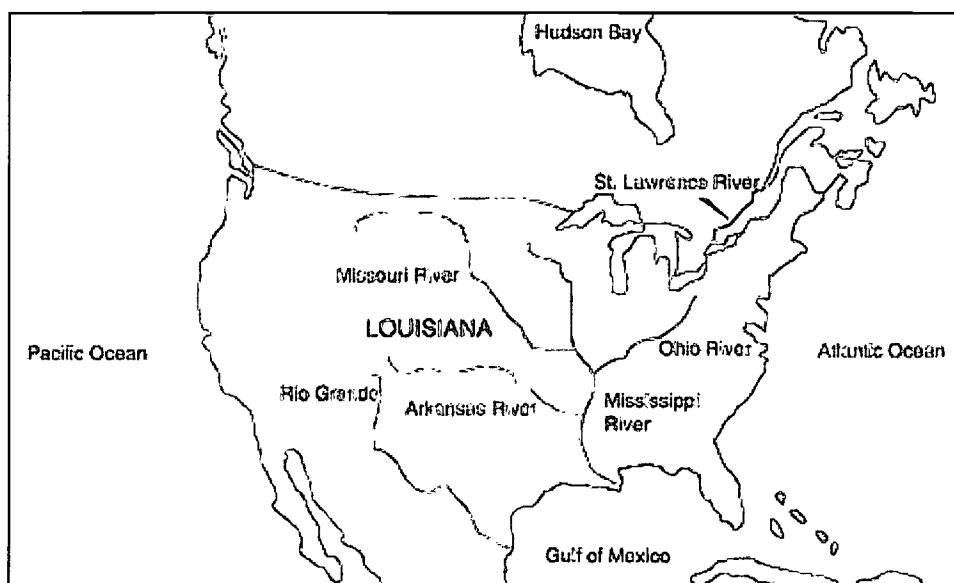 Hudson Bay
St. Lawrence River
Missouri River
LOUISIANA
Pacific Ocean
Ohio River
Atlantic Ocean
Rio Grande
Arkansas River
Mississippi
River
Gulf of Mexico